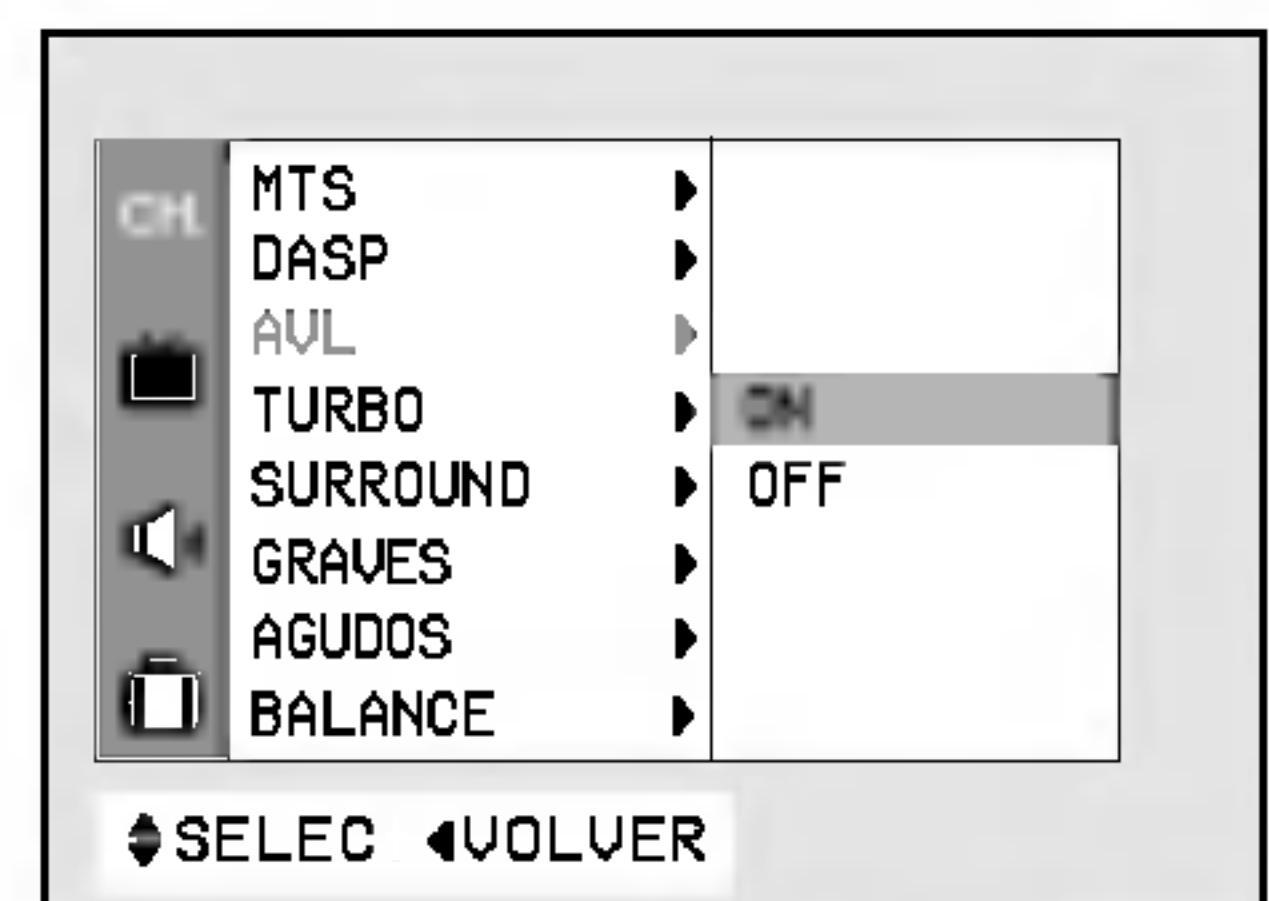 CH.
MTS
DASP
AVL
TURBO
ON
SURROUND
OFF
GRAVES
AGUDOS
BALANCE
SELEC VOLVER